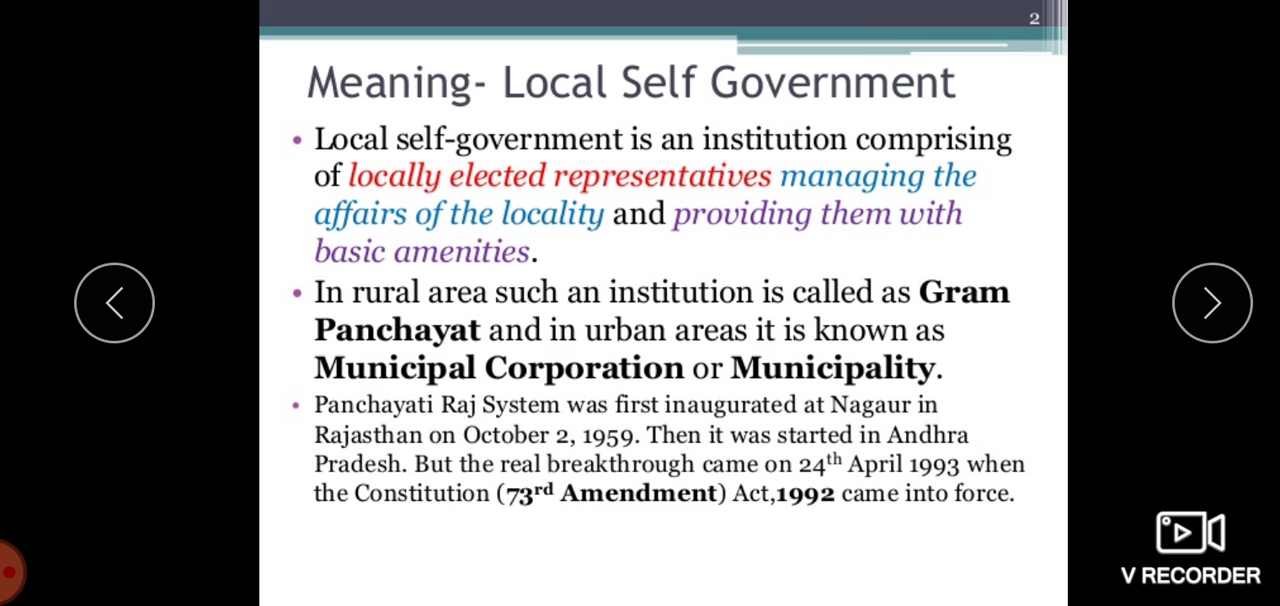 2
Meaning- Local Self Government
• Local self-government is an institution comprising
of locally elected representatives managing the
affairs of the locality and providing them with
basic amenities.
• In rural area such an institution is called as Gram
Panchayat and in urban areas it is known as
Municipal Corporation or Municipality.
• Panchayati Raj System was first inaugurated at Nagaur in
Rajasthan on October 2, 1959. Then it was started in Andhra
Pradesh. But the real breakthrough came on 24th April 1993 when
the Constitution (73rd Amendment) Act,1992 came into force.
V RECORDER